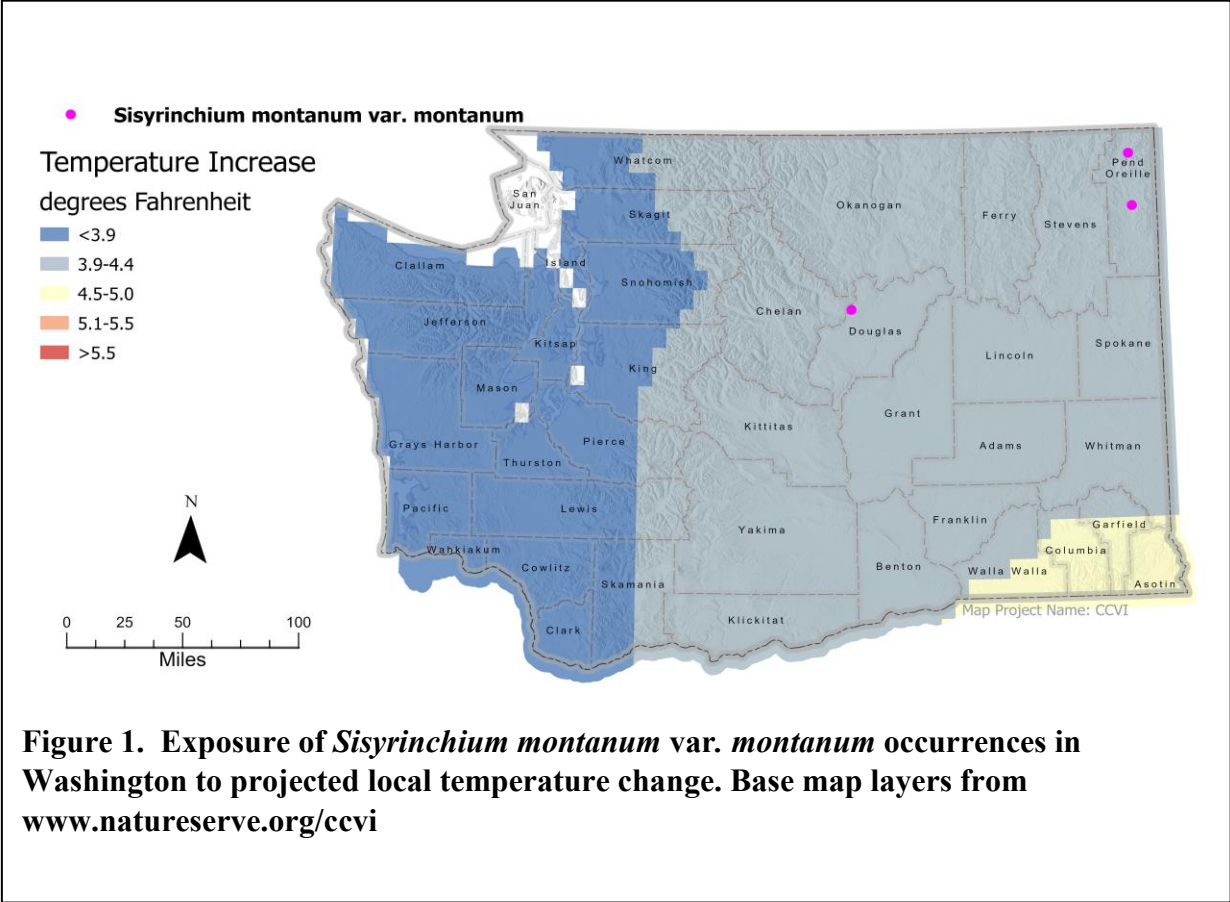 Sisyrinchium montanum var. montanum
Temperature Increase
degrees Fahrenheit
<3.9
3.9-4.4
4.5-5.0
5.1-5.5
>5.5
Whatcom
San
Juan
Skagit
Okanogan
Ferry
Stevens
Pend
Oreille
Clallam
Island
Snohomish
Chelan
Douglas
Jefferson
Kitsap
King
Lincoln
Spokane
Mason
Grant
Kittitas
Grays Harbor
Pierce
Thurston
Adams
Whitman
Pacific
Lewis
Yakima
Franklin
Garfield
Columbia
Wahkiakum
Cowlitz
Skamania
Benton
Walla Walla
Asotin
Clark
Klickitat
Map Project Name: CCVI
N
0 25 50 100
Miles
Figure 1. Exposure of Sisyrinchium montanum var. montanum occurrences in
Washington to projected local temperature change. Base map layers from
www.natureserve.org/ccvi